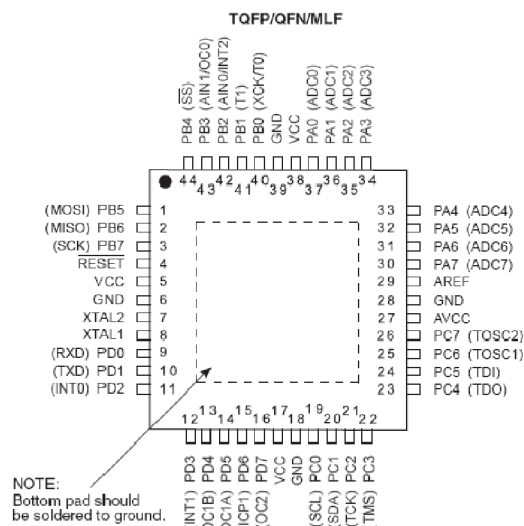 TQFP/QFN/MLF
PB4 (SS)
PB3 (AIN1/OC0)
PB2 (AIN0/INT2)
PB1 (T1)
PB0 (XCK/T0)
GND
VCC
PA0 (ADC0)
PA1 (ADC1)
PA2 (ADC2)
PA3 (ADC3)
44 43 42 41 40 39 38 37 36 35 34
(MOSI) PB5 1
(MISO) PB6 2
(SCK) PB7 3
RESET 4
VCC 5
GND 6
XTAL2 7
XTAL1 8
(RXD) PD0 9
(TXD) PD1 10
(INT0) PD2 11
33 PA4 (ADC4)
32 PA5 (ADC5)
31 PA6 (ADC6)
30 PA7 (ADC7)
29 AREF
28 GND
27 AVCC
26 PC7 (TOSC2)
25 PC6 (TOSC1)
24 PC5 (TDI)
23 PC4 (TDO)
12 13 14 15 16 17 18 19 20 21 22
(INT1) PD3
OC1B) PD4
OC1A) PD5
ICP1) PD6
(OC2) PD7
VCC
GND
(SCL) PC0
(SDA) PC1
(TCK) PC2
(TMS) PC3
NOTE:
Bottom pad should
be soldered to ground.